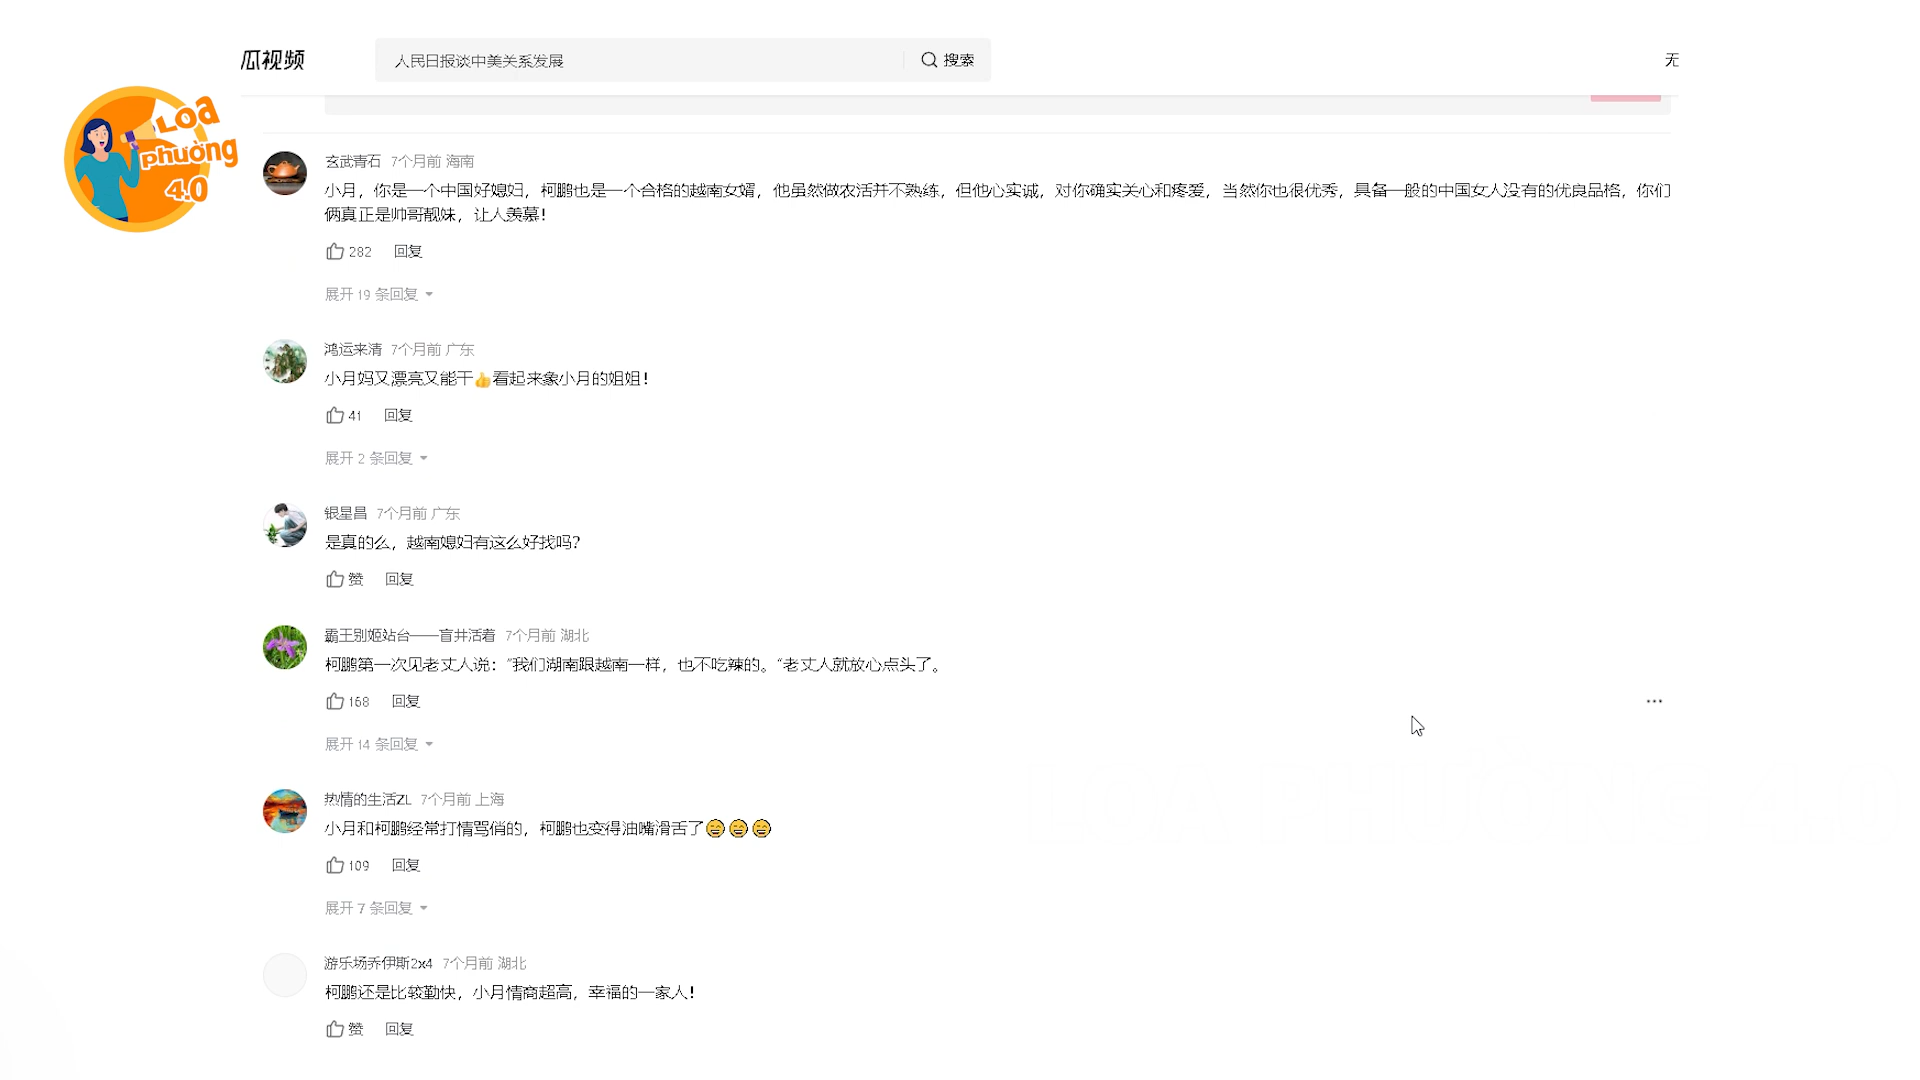 瓜视频
人民日报谈中美关系发展
搜索
无
Loa
phường
4.0
玄武青石 7个月前 海南
小月，你是一个中国好媳妇，柯鹏也是一个合格的越南女婿，他虽然做农活并不熟练，但他心实诚，对你确实关心和疼爱，当然你也很优秀，具备一般的中国女人没有的优良品格，你们
俩真正是帅哥靓妹，让人羡慕！
282 回复
展开 19 条回复
鸿运来清 7个月前 广东
小月妈又漂亮又能干👍看起来象小月的姐姐！
41 回复
展开 2 条回复
银星昌 7个月前 广东
是真的么，越南媳妇有这么好找吗？
赞 回复
霸王别姬站台——盲井活着 7个月前 湖北
柯鹏第一次见老丈人说：“我们湖南跟越南一样，也不吃辣的。“老丈人就放心点头了。
168 回复
展开 14 条回复
热情的生活ZL 7个月前 上海
小月和柯鹏经常打情骂俏的，柯鹏也变得油嘴滑舌了😄😄😄
109 回复
展开 7 条回复
游乐场乔伊斯2x4 7个月前 湖北
柯鹏还是比较勤快，小月情商超高，幸福的一家人！
赞 回复